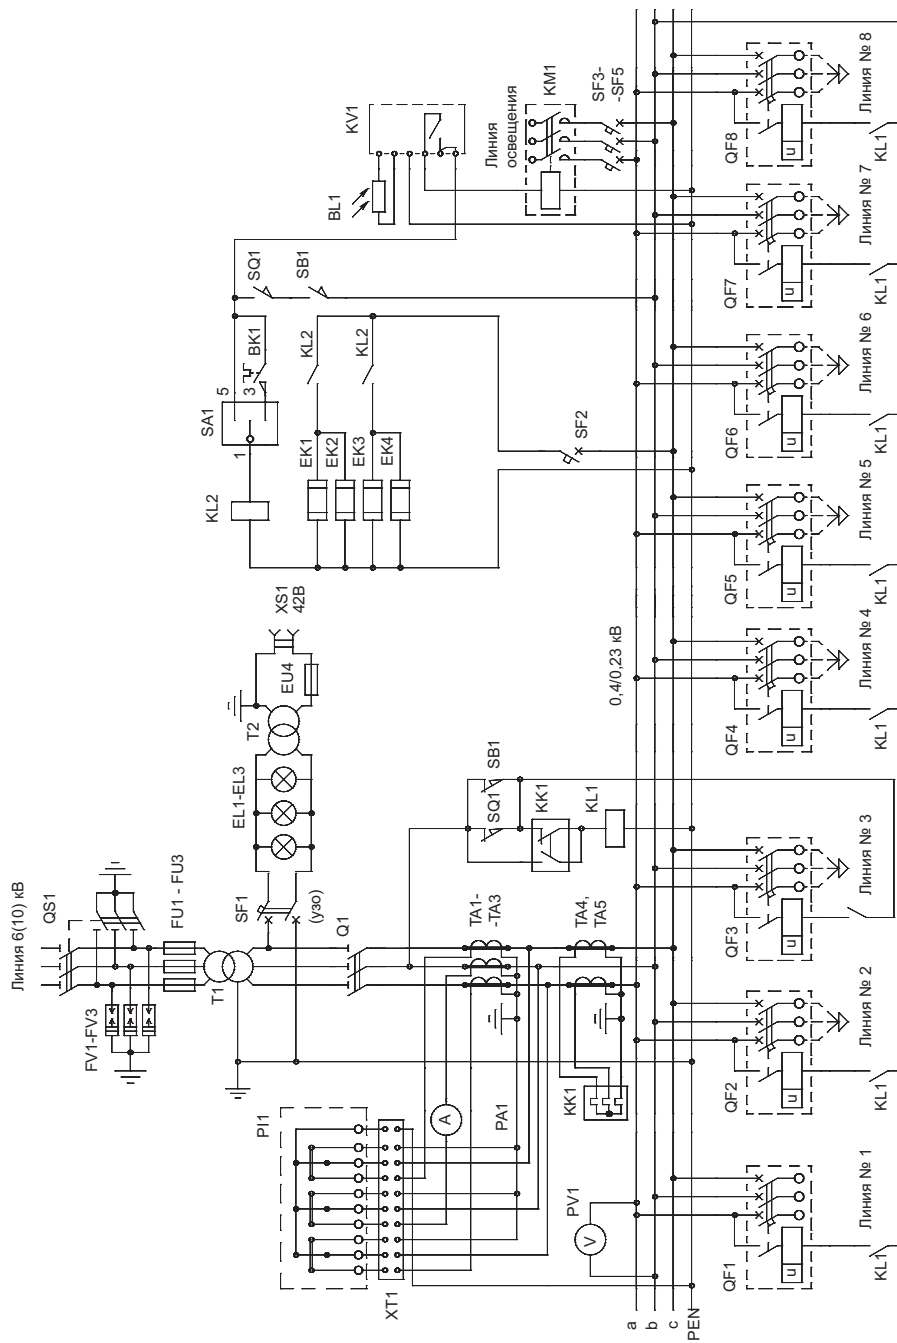 Линия 6(10) кВ
QS1
FV1-FV3
FU1 - FU3
T1
SF1
(узо)
Q1
EL1-EL3
T2
EU4
XS1
42В
KL2
SA1
1
5
3
BK1
SQ1
SB1
EK1
EK2
EK3
EK4
KL2
KL2
SF2
BL1
KV1
Линия
освещения
KM1
SF3-
-SF5
PI1
XT1
A
PA1
TA1-
-TA3
TA4,
TA5
KK1
SQ1
SB1
KK1
KL1
PV1
V
0,4/0,23 кВ
a
b
c
PEN
QF1
u
KL1
Линия № 1
QF2
u
KL1
Линия № 2
QF3
u
Линия № 3
QF4
u
KL1
Линия № 4
QF5
u
KL1
Линия № 5
QF6
u
KL1
Линия № 6
QF7
u
KL1
Линия № 7
QF8
u
KL1
Линия № 8